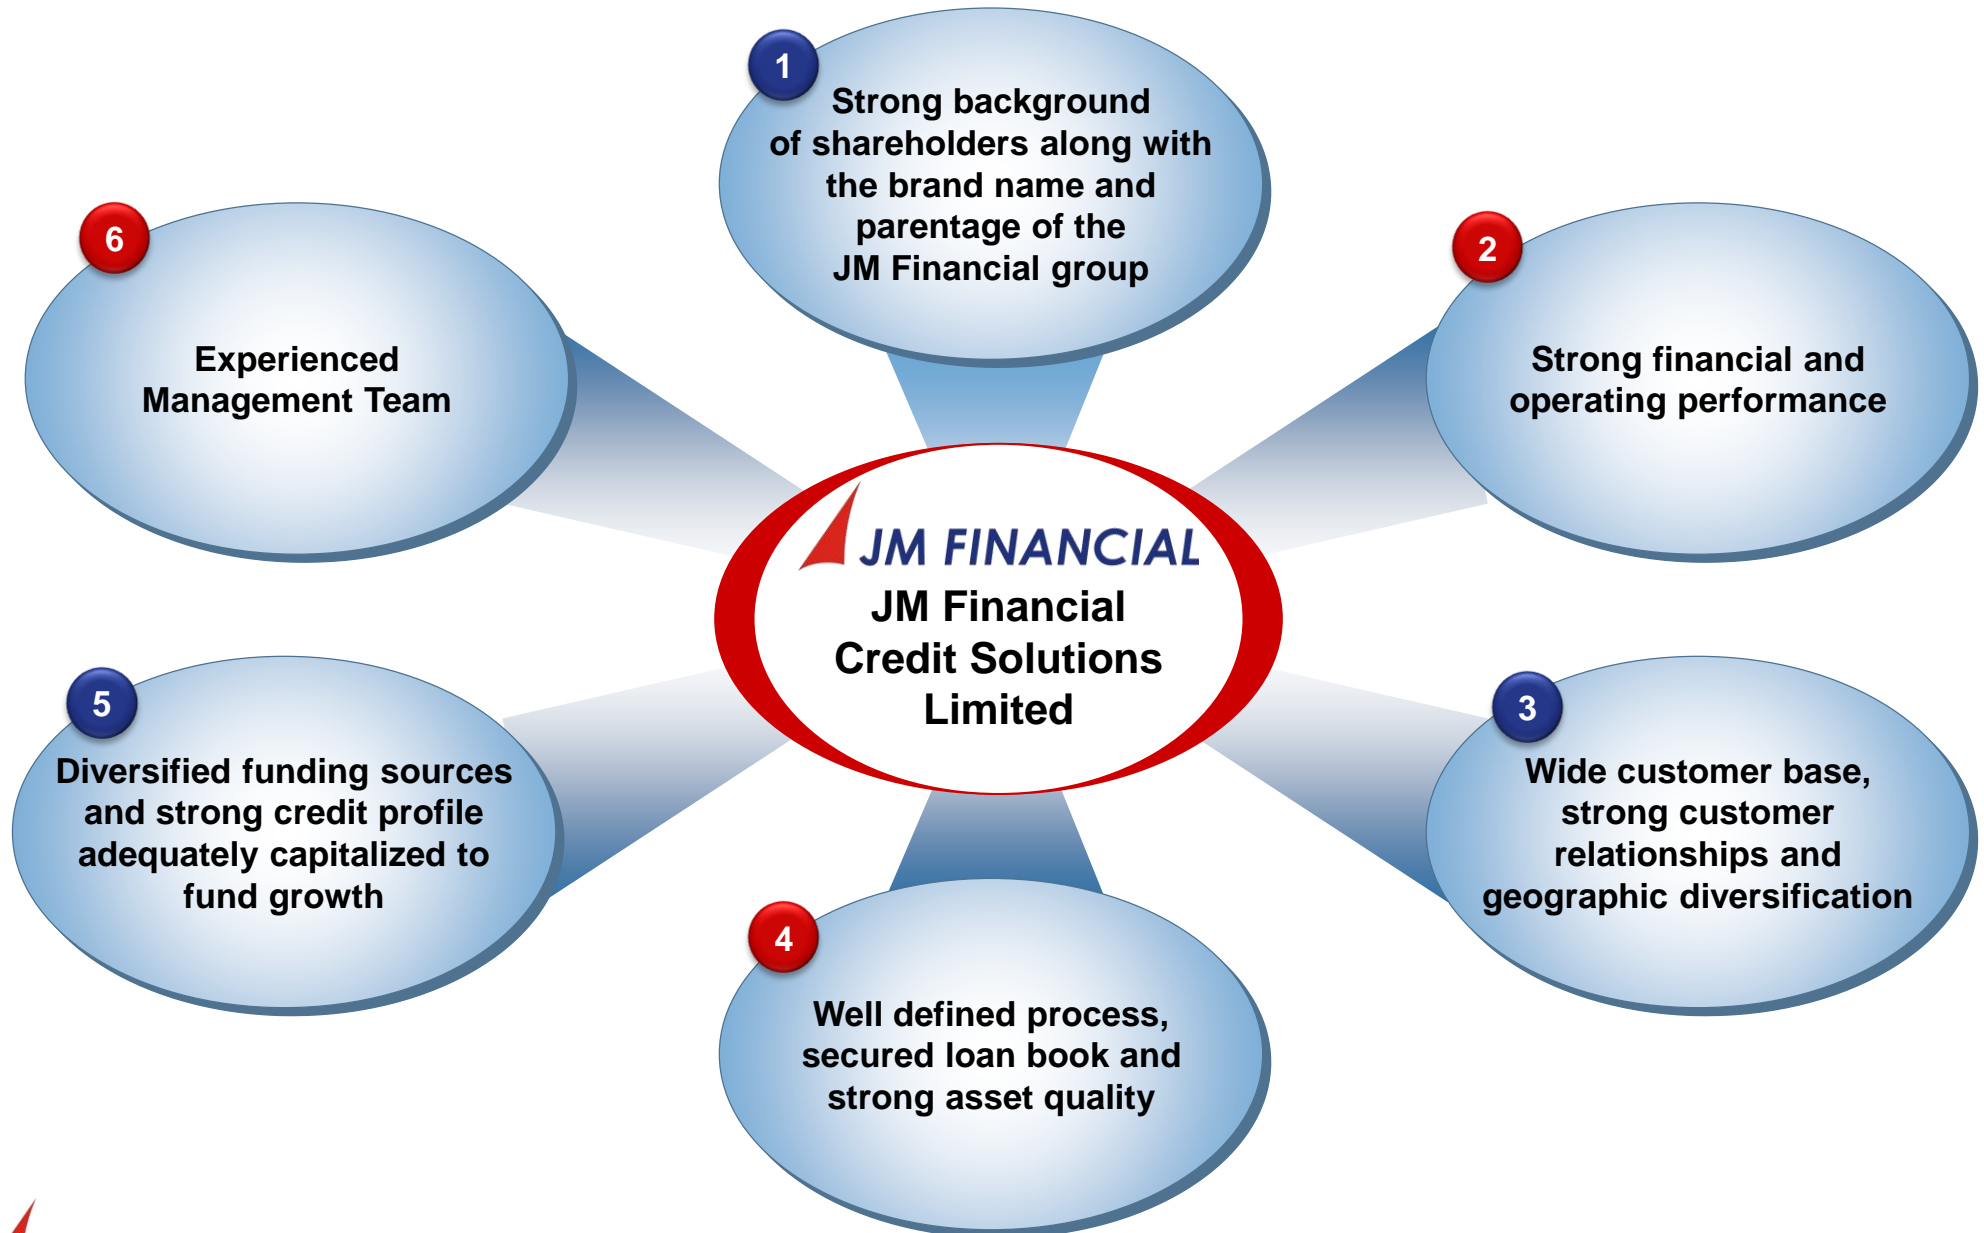 1
Strong background
of shareholders along with
the brand name and
parentage of the
JM Financial group
2
Strong financial and
operating performance
3
Wide customer base,
strong customer
relationships and
geographic diversification
4
Well defined process,
secured loan book and
strong asset quality
5
Diversified funding sources
and strong credit profile
adequately capitalized to
fund growth
6
Experienced
Management Team
JM FINANCIAL
JM Financial
Credit Solutions
Limited